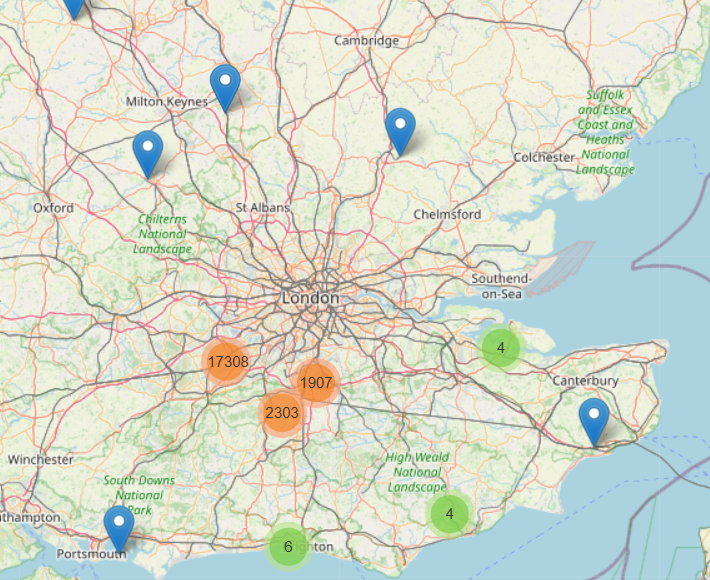 Cambridge
Milton Keynes
Suffolk
and Essex
Coast and
Heaths
National
Landscape
Colchester
Oxford
St Albans
Chelmsford
Chilterns
National
Landscape
Southend-
on-Sea
London
4
17308
1907
Canterbury
2303
Winchester
High Weald
National
Landscape
South Downs
National
Park
4
thampton
Portsmouth
6
ghton